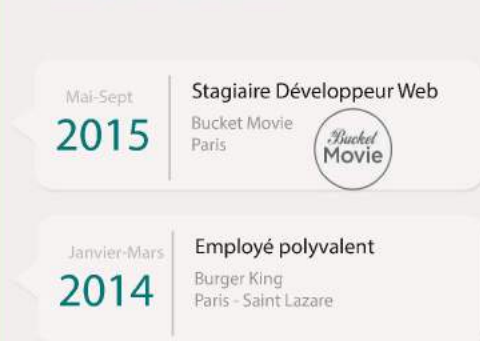 Mai-Sept
2015
Stagiaire Développeur Web
Bucket Movie
Paris
Bucket
Movie
Janvier-Mars
2014
Employé polyvalent
Burger King
Paris - Saint Lazare